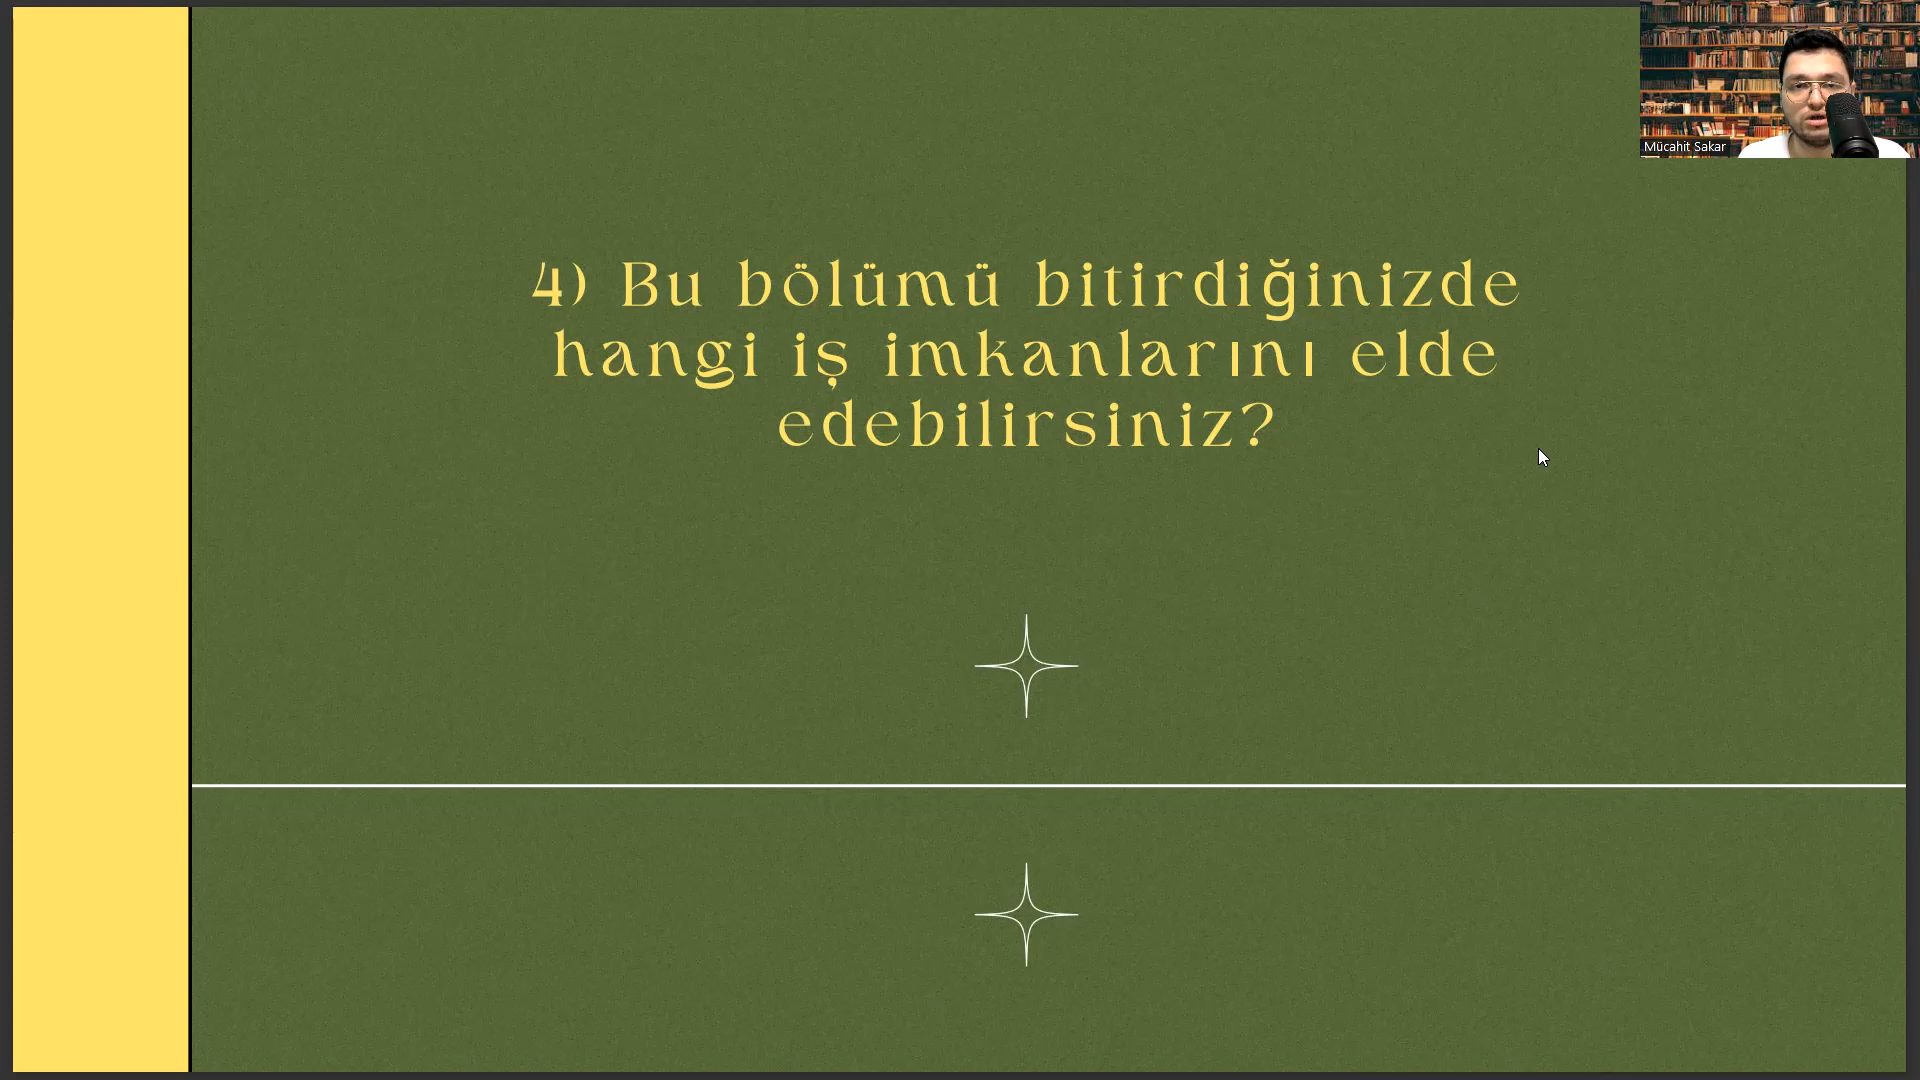 Mücahit Sakar
4) Bu bölümü bitirdiğinizde
hangi iş imkanlarını elde
edebilirsiniz?